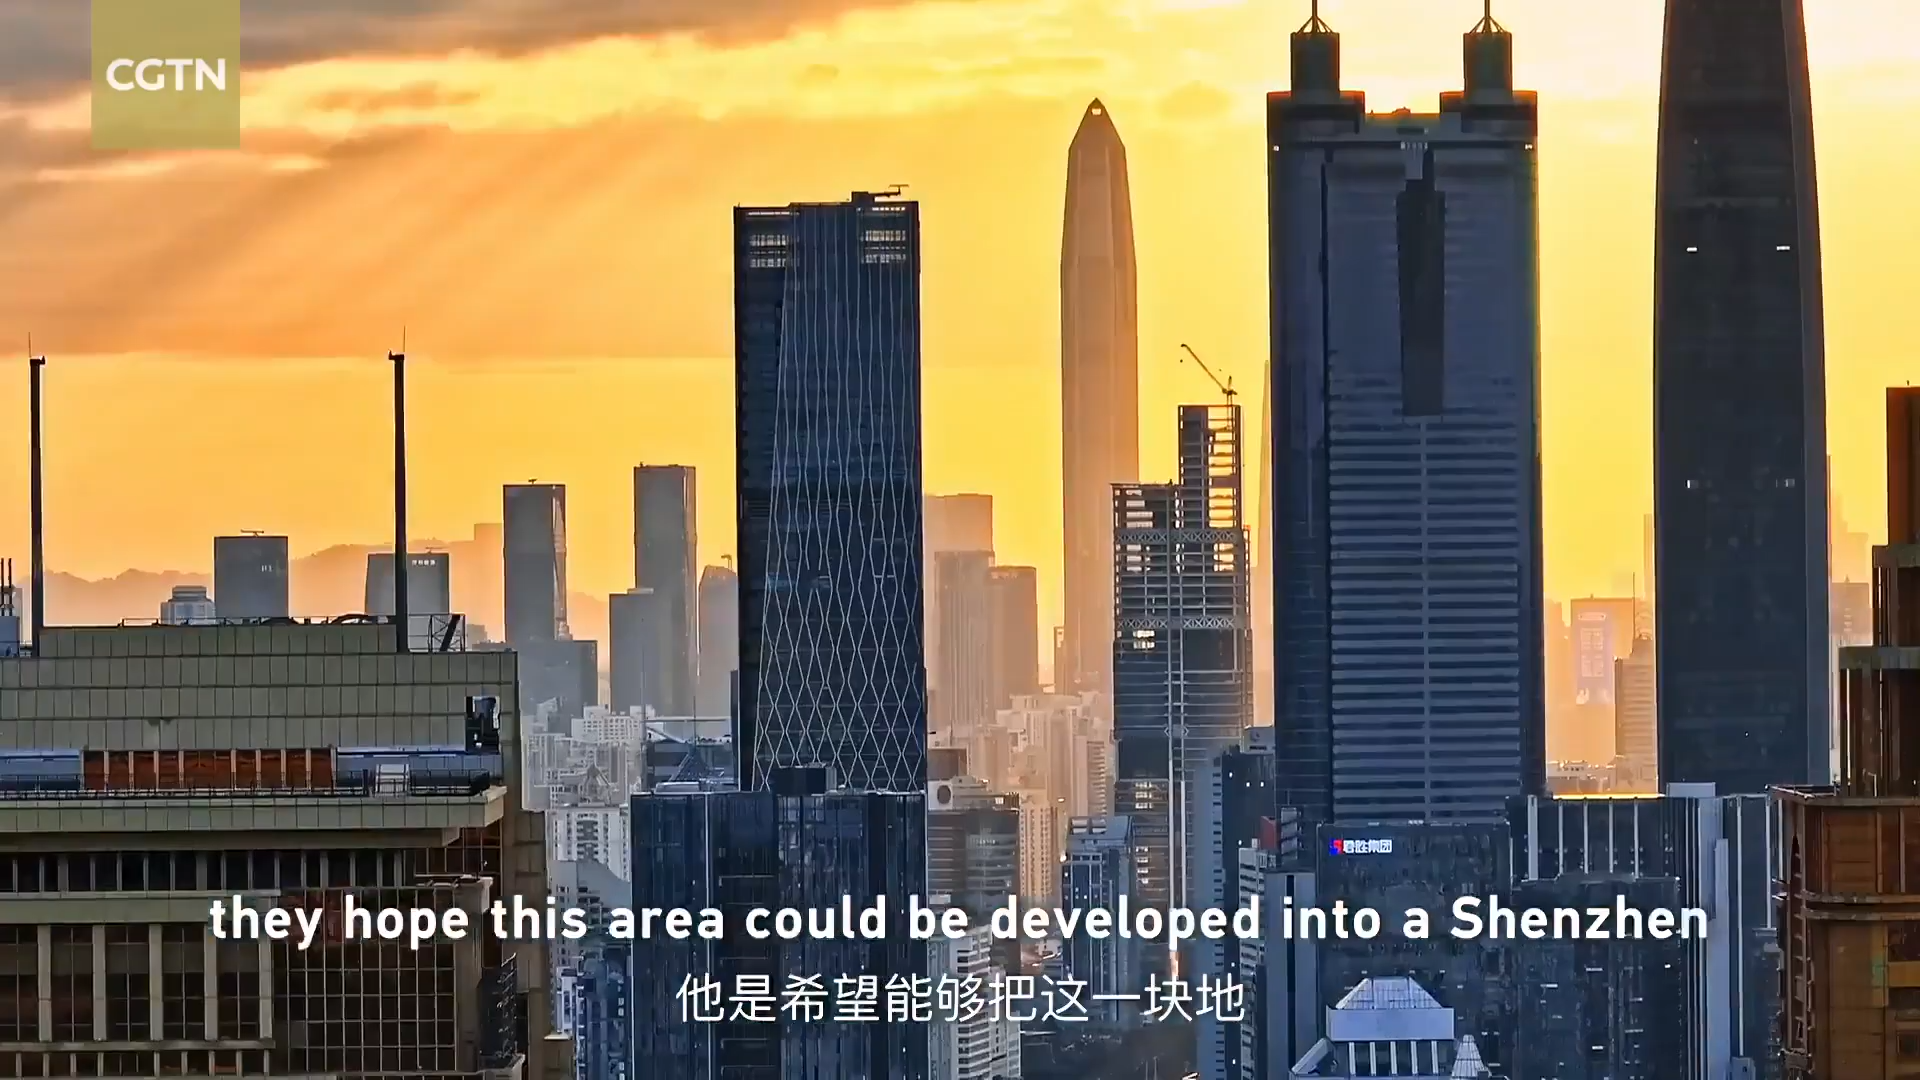 CGTN
they hope this area could be developed into a Shenzhen
他是希望能够把这一块地